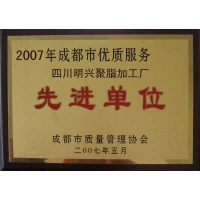 2007年成都市优质服务
四川明兴聚脂加工厂
先进单位
成都市质量管理协会
二00七年五月